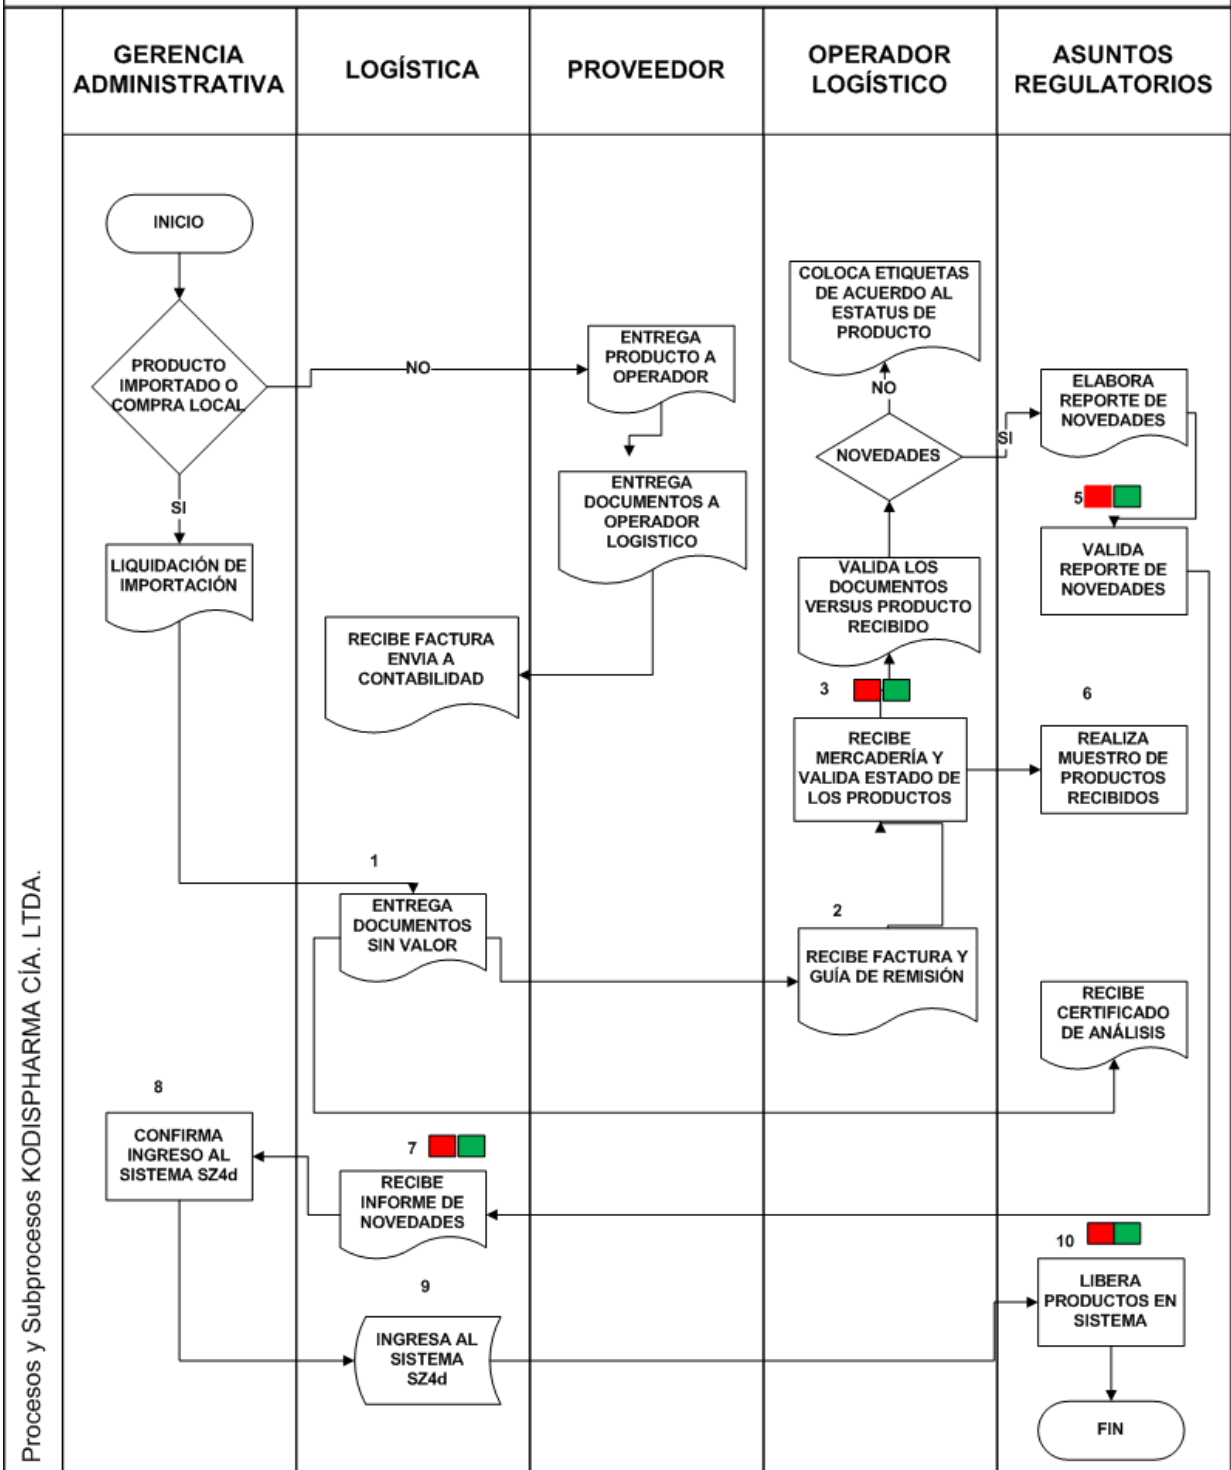 GERENCIA
ADMINISTRATIVA
LOGÍSTICA
PROVEEDOR
OPERADOR
LOGÍSTICO
ASUNTOS
REGULATORIOS
INICIO
PRODUCTO
IMPORTADO O
COMPRA LOCAL
NO
SI
LIQUIDACIÓN DE
IMPORTACIÓN
ENTREGA
PRODUCTO A
OPERADOR
ENTREGA
DOCUMENTOS A
OPERADOR
LOGISTICO
RECIBE FACTURA
ENVIA A
CONTABILIDAD
COLOCA ETIQUETAS
DE ACUERDO AL
ESTATUS DE
PRODUCTO
NO
NOVEDADES
SI
ELABORA
REPORTE DE
NOVEDADES
5
VALIDA
REPORTE DE
NOVEDADES
VALIDA LOS
DOCUMENTOS
VERSUS PRODUCTO
RECIBIDO
3
RECIBE
MERCADERÍA Y
VALIDA ESTADO DE
LOS PRODUCTOS
6
REALIZA
MUESTRO DE
PRODUCTOS
RECIBIDOS
1
ENTREGA
DOCUMENTOS
SIN VALOR
2
RECIBE FACTURA Y
GUÍA DE REMISIÓN
RECIBE
CERTIFICADO
DE ANÁLISIS
8
CONFIRMA
INGRESO AL
SISTEMA SZ4d
7
RECIBE
INFORME DE
NOVEDADES
9
INGRESA AL
SISTEMA
SZ4d
10
LIBERA
PRODUCTOS EN
SISTEMA
FIN
Procesos y Subprocesos KODISPHARMA CÍA. LTDA.